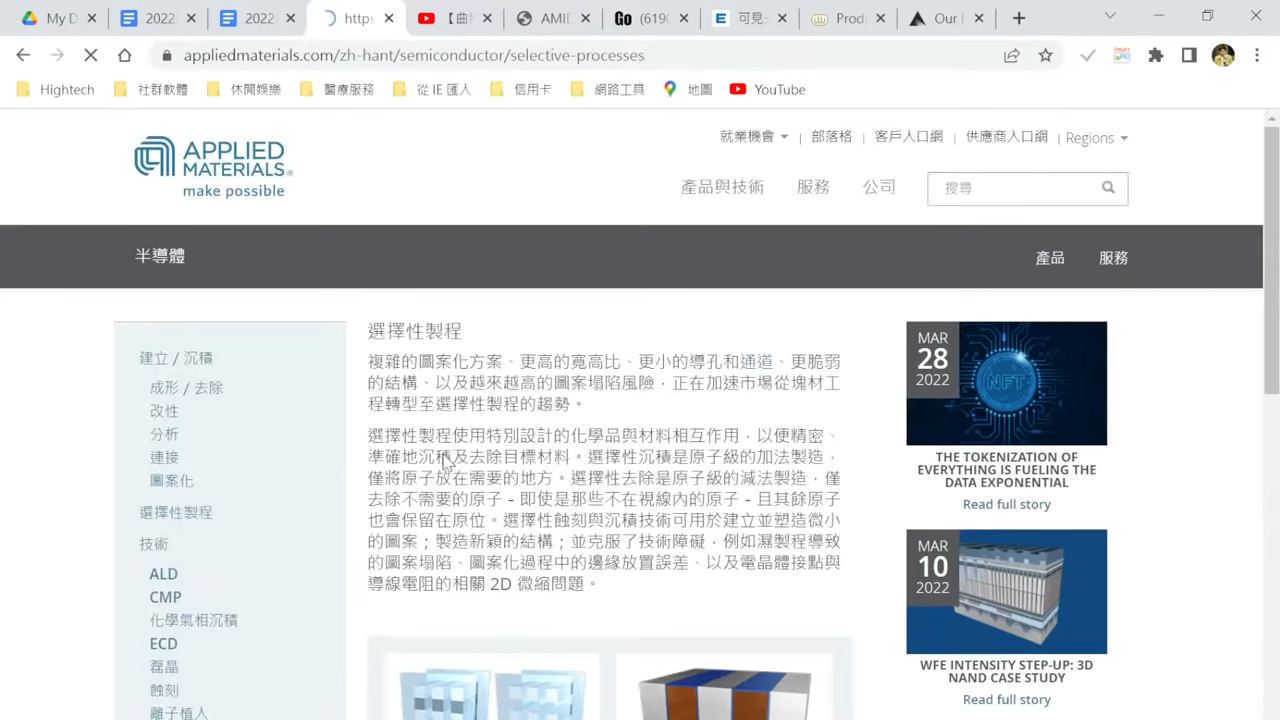 My D
2022
2022
https
【曲
AMIL
Go (619
可見
Prod
Our
appliedmaterials.com/zh-hant/semiconductor/selective-processes
Hightech
社群軟體
休閒娛樂
醫療服務
從 IE 匯入
信用卡
網路工具
地圖
YouTube
APPLIED
MATERIALS®
make possible
就業機會 | 部落格 | 客戶入口網 | 供應商入口網 | Regions
產品與技術 服務 公司 搜尋
半導體
產品 服務
建立 / 沉積
成形 / 去除
改性
分析
連接
圖案化
選擇性製程
技術
ALD
CMP
化學氣相沉積
ECD
磊晶
蝕刻
離子植入
選擇性製程
複雜的圖案化方案、更高的寬高比、更小的導孔和通道、更脆弱
的結構、以及越來越高的圖案塌陷風險，正在加速市場從塊材工
程轉型至選擇性製程的趨勢。
選擇性製程使用特別設計的化學品與材料相互作用，以便精密、
準確地沉積及去除目標材料。選擇性沉積是原子級的加法製造，
僅將原子放在需要的地方。選擇性去除是原子級的減法製造，僅
去除不需要的原子 - 即使是那些不在視線內的原子 - 且其餘原子
也會保留在原位。選擇性蝕刻與沉積技術可用於建立並塑造微小
的圖案；製造新穎的結構；並克服了技術障礙，例如濕製程導致
的圖案塌陷、圖案化過程中的邊緣放置誤差、以及電晶體接點與
導線電阻的相關 2D 微縮問題。
MAR
28
2022
NFT
THE TOKENIZATION OF
EVERYTHING IS FUELING THE
DATA EXPONENTIAL
Read full story
MAR
10
2022
WFE INTENSITY STEP-UP: 3D
NAND CASE STUDY
Read full story